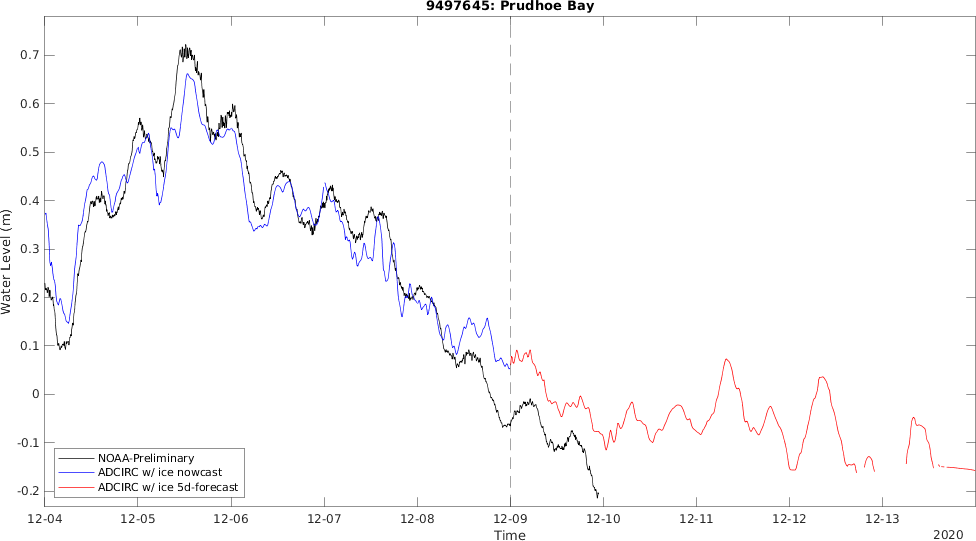 9497645: Prudhoe Bay
Water Level (m)
0.7
0.6
0.5
0.4
0.3
0.2
0.1
0
-0.1
-0.2
NOAA-Preliminary
ADCIRC w/ ice nowcast
ADCIRC w/ ice 5d-forecast
12-04 12-05 12-06 12-07 12-08 12-09 12-10 12-11 12-12 12-13
Time
2020